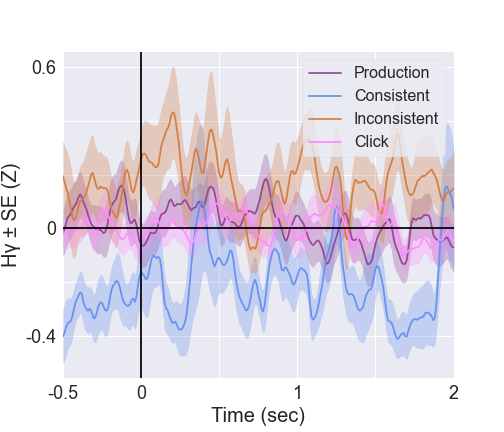 Production
Consistent
Inconsistent
Click
Hγ ± SE (Z)
0.6
0
-0.4
-0.5
0
1
2
Time (sec)